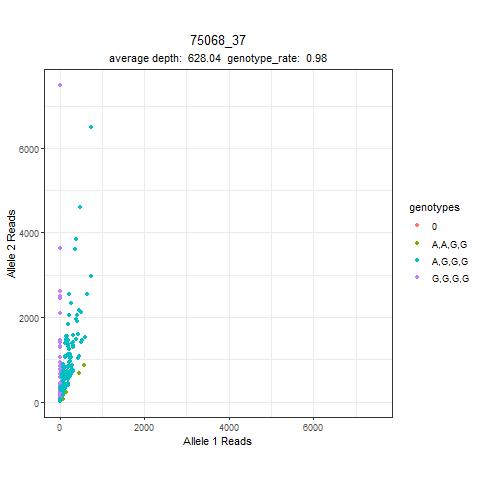 75068_37
average depth:  628.04  genotype_rate:  0.98
Allele 2 Reads
6000
4000
2000
0
0
2000
4000
6000
Allele 1 Reads
genotypes
0
A,A,G,G
A,G,G,G
G,G,G,G